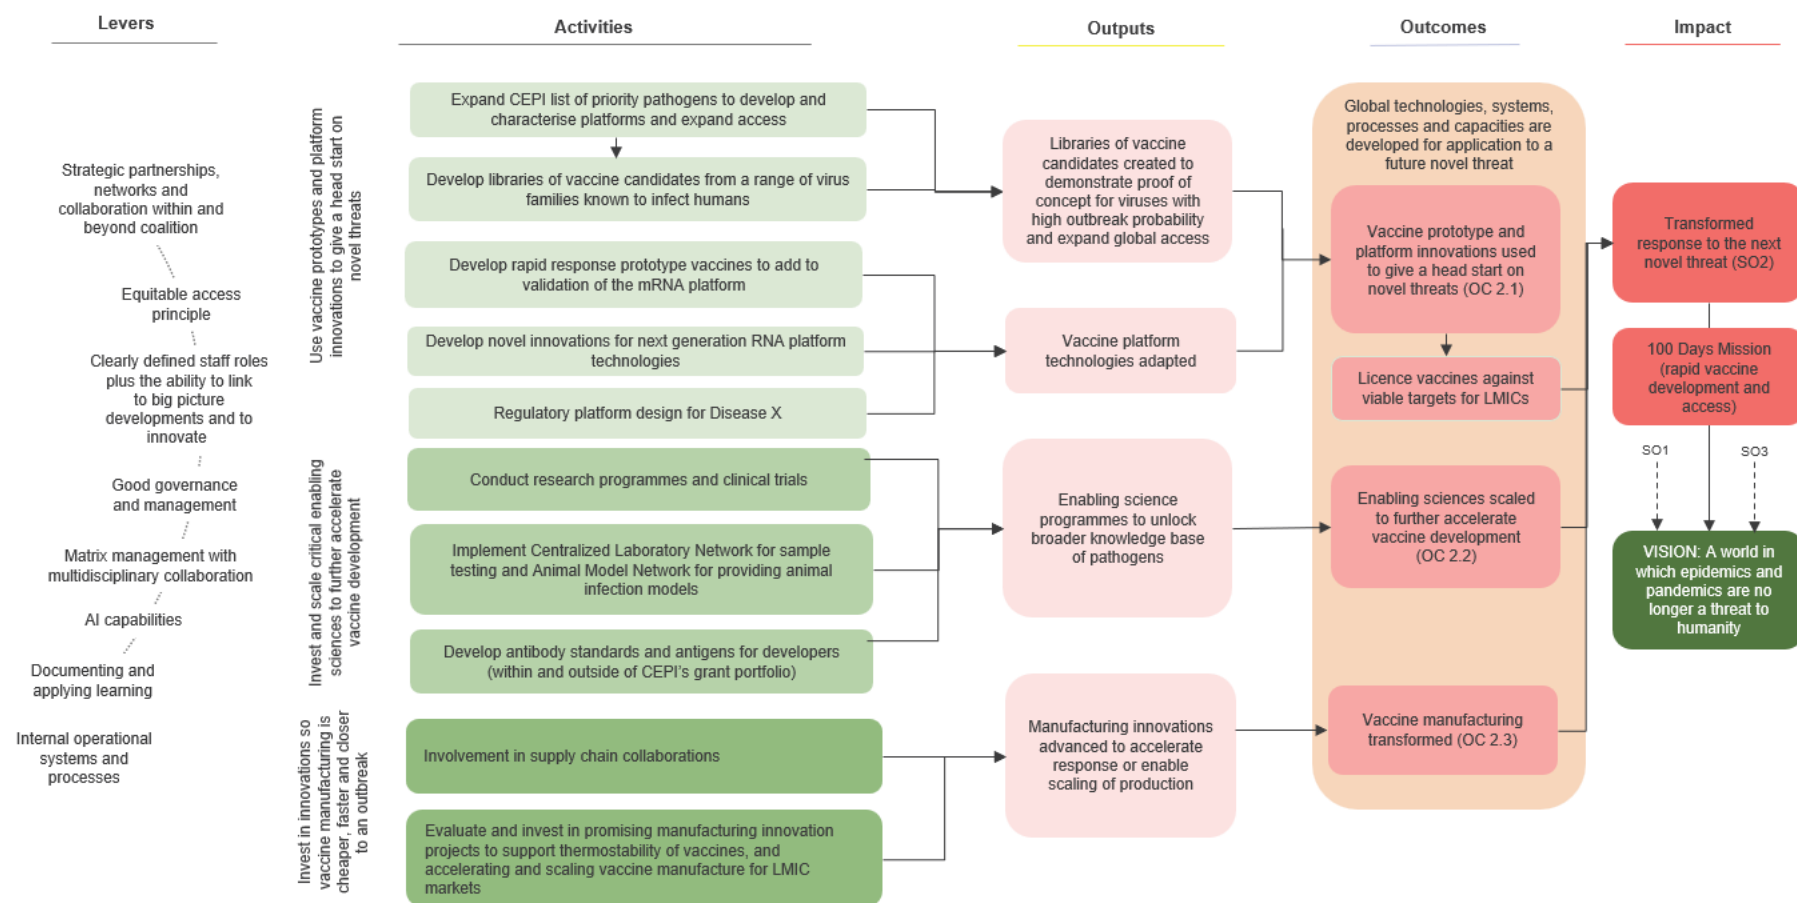 Levers
Activities
Outputs
Outcomes
Impact
Strategic partnerships,
networks and
collaboration within and
beyond coalition
Equitable access
principle
Clearly defined staff roles
plus the ability to link
to big picture
developments and to
innovate
Good governance
and management
Matrix management with
multidisciplinary collaboration
AI capabilities
Documenting and
applying learning
Internal operational
systems and
processes
Use vaccine prototypes and platform
innovations to give a head start on
novel threats
Invest and scale critical enabling
sciences to further accelerate
vaccine development
Invest in innovations so
vaccine manufacturing is
cheaper, faster and closer
to an outbreak
Expand CEPI list of priority pathogens to develop and
characterise platforms and expand access
Develop libraries of vaccine candidates from a range of virus
families known to infect humans
Develop rapid response prototype vaccines to add to
validation of the mRNA platform
Develop novel innovations for next generation RNA platform
technologies
Regulatory platform design for Disease X
Conduct research programmes and clinical trials
Implement Centralized Laboratory Network for sample
testing and Animal Model Network for providing animal
infection models
Develop antibody standards and antigens for developers
(within and outside of CEPI's grant portfolio)
Involvement in supply chain collaborations
Evaluate and invest in promising manufacturing innovation
projects to support thermostability of vaccines, and
accelerating and scaling vaccine manufacture for LMIC
markets
Libraries of vaccine
candidates created to
demonstrate proof of
concept for viruses with
high outbreak probability
and expand global access
Vaccine platform
technologies adapted
Enabling science
programmes to unlock
broader knowledge base
of pathogens
Manufacturing innovations
advanced to accelerate
response or enable
scaling of production
Global technologies, systems,
processes and capacities are
developed for application to a
future novel threat
Vaccine prototype and
platform innovations used
to give a head start on
novel threats (OC 2.1)
Licence vaccines against
viable targets for LMICs
Enabling sciences scaled
to further accelerate
vaccine development
(OC 2.2)
Vaccine manufacturing
transformed (OC 2.3)
Transformed
response to the next
novel threat (SO2)
100 Days Mission
(rapid vaccine
development and
access)
SO1
SO3
VISION: A world in
which epidemics and
pandemics are no
longer a threat to
humanity